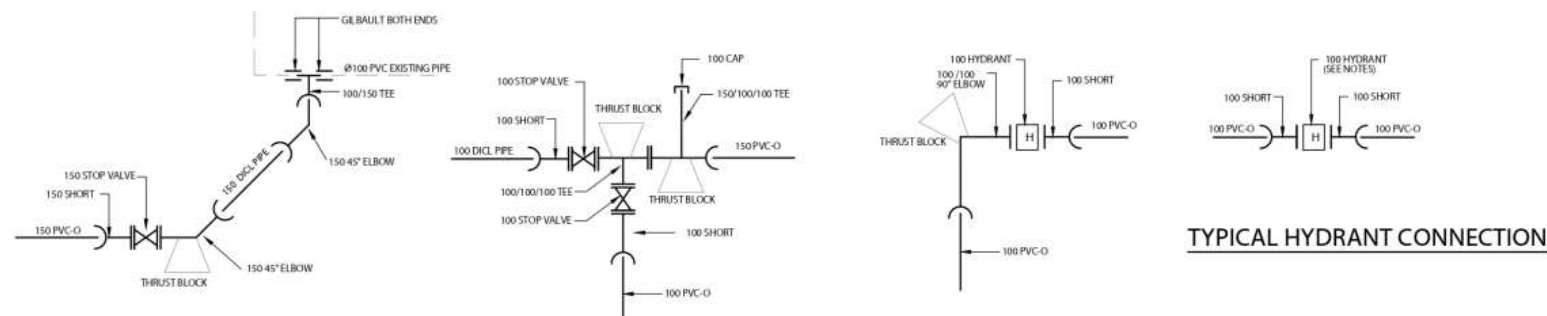 GILBAULT BOTH ENDS
Ø100 PVC EXISTING PIPE
100/150 TEE
150 45° ELBOW
150 DICL PIPE
150 STOP VALVE
150 SHORT
150 PVC-O
150 45° ELBOW
THRUST BLOCK
100 CAP
100 STOP VALVE
150/100/100 TEE
THRUST BLOCK
100 SHORT
100 DICL PIPE
150 PVC-O
100/100/100 TEE
THRUST BLOCK
100 STOP VALVE
100 SHORT
100 PVC-O
100 HYDRANT
100 /100
90° ELBOW
100 SHORT
100 PVC-O
THRUST BLOCK
H
100 PVC-O
100 HYDRANT
(SEE NOTES)
100 SHORT
100 SHORT
100 PVC-O
100 PVC-O
H
TYPICAL HYDRANT CONNECTION